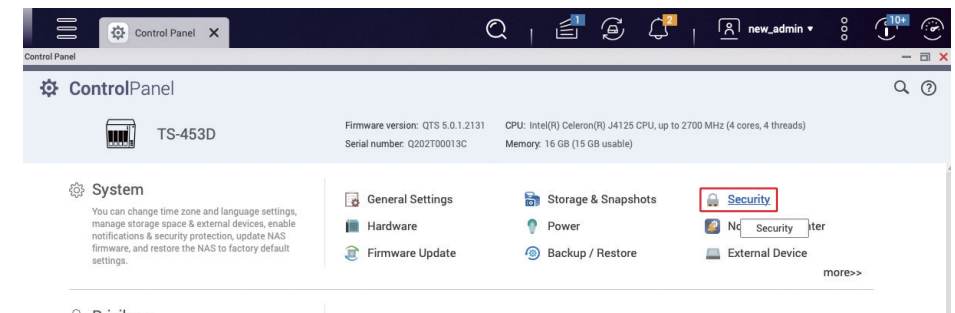 Control Panel
1
2
new_admin
10+
Control Panel
ControlPanel
TS-453D
Firmware version: QTS 5.0.1.2131
CPU: Intel(R) Celeron(R) J4125 CPU, up to 2700 MHz (4 cores, 4 threads)
Serial number: Q202T00013C
Memory: 16 GB (15 GB usable)
System
You can change time zone and language settings,
manage storage space & external devices, enable
notifications & security protection, update NAS
firmware, and restore the NAS to factory default
settings.
General Settings
Storage & Snapshots
Security
Hardware
Power
Security
Firmware Update
Backup / Restore
External Device
more>>